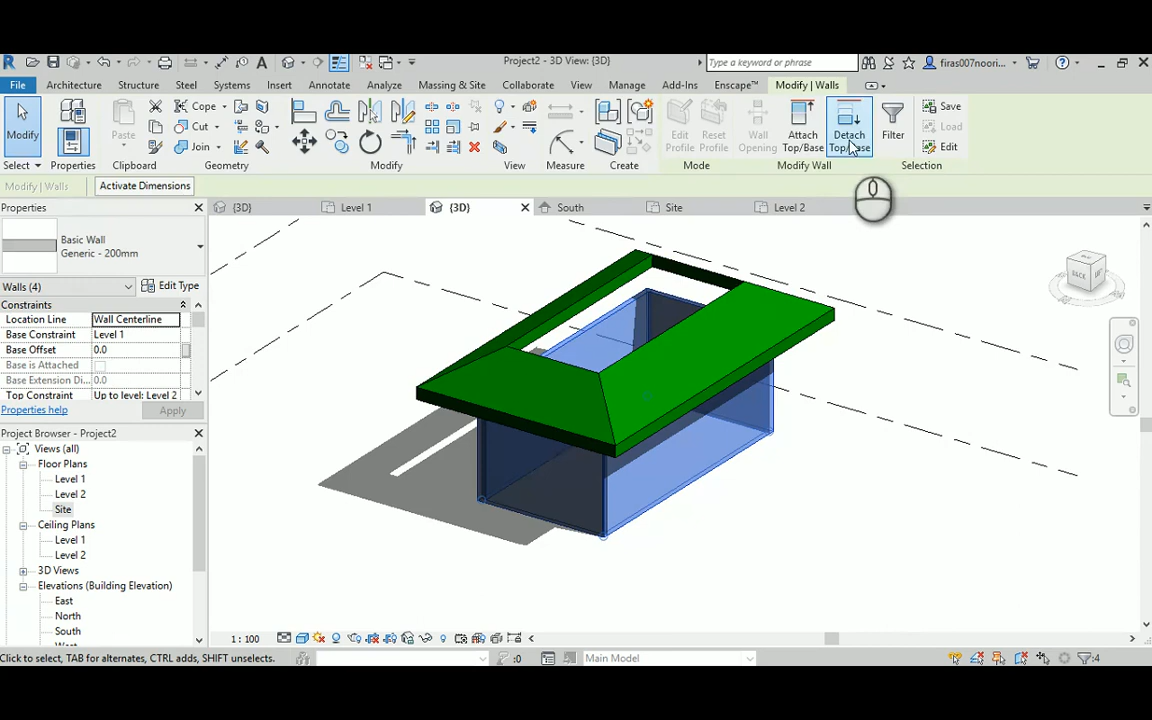 Project2 - 3D View: {3D}
Type a keyword or phrase
firas007noori...
File
Architecture
Structure
Steel
Systems
Insert
Annotate
Analyze
Massing & Site
Collaborate
View
Manage
Add-Ins
Enscape™
Modify | Walls
Modify
Select
Properties
Paste
Cope
Cut
Join
Clipboard
Geometry
Modify
View
Measure
Create
Edit Profile
Reset Profile
Mode
Wall Opening
Attach Top/Base
Detach Top/Base
Modify Wall
Filter
Save
Load
Edit
Selection
Modify | Walls
Activate Dimensions
Properties
Basic Wall
Generic - 200mm
Walls (4)
Edit Type
Constraints
Location Line Wall Centerline
Base Constraint Level 1
Base Offset 0.0
Base is Attached
Base Extension Di... 0.0
Top Constraint Up to level: Level 2
Properties help
Apply
Project Browser - Project2
Views (all)
Floor Plans
Level 1
Level 2
Site
Ceiling Plans
Level 1
Level 2
3D Views
Elevations (Building Elevation)
East
North
South
West
{3D}
Level 1
{3D}
South
Site
Level 2
BACK
1 : 100
Click to select, TAB for alternates, CTRL adds, SHIFT unselects.
:0
Main Model
:4